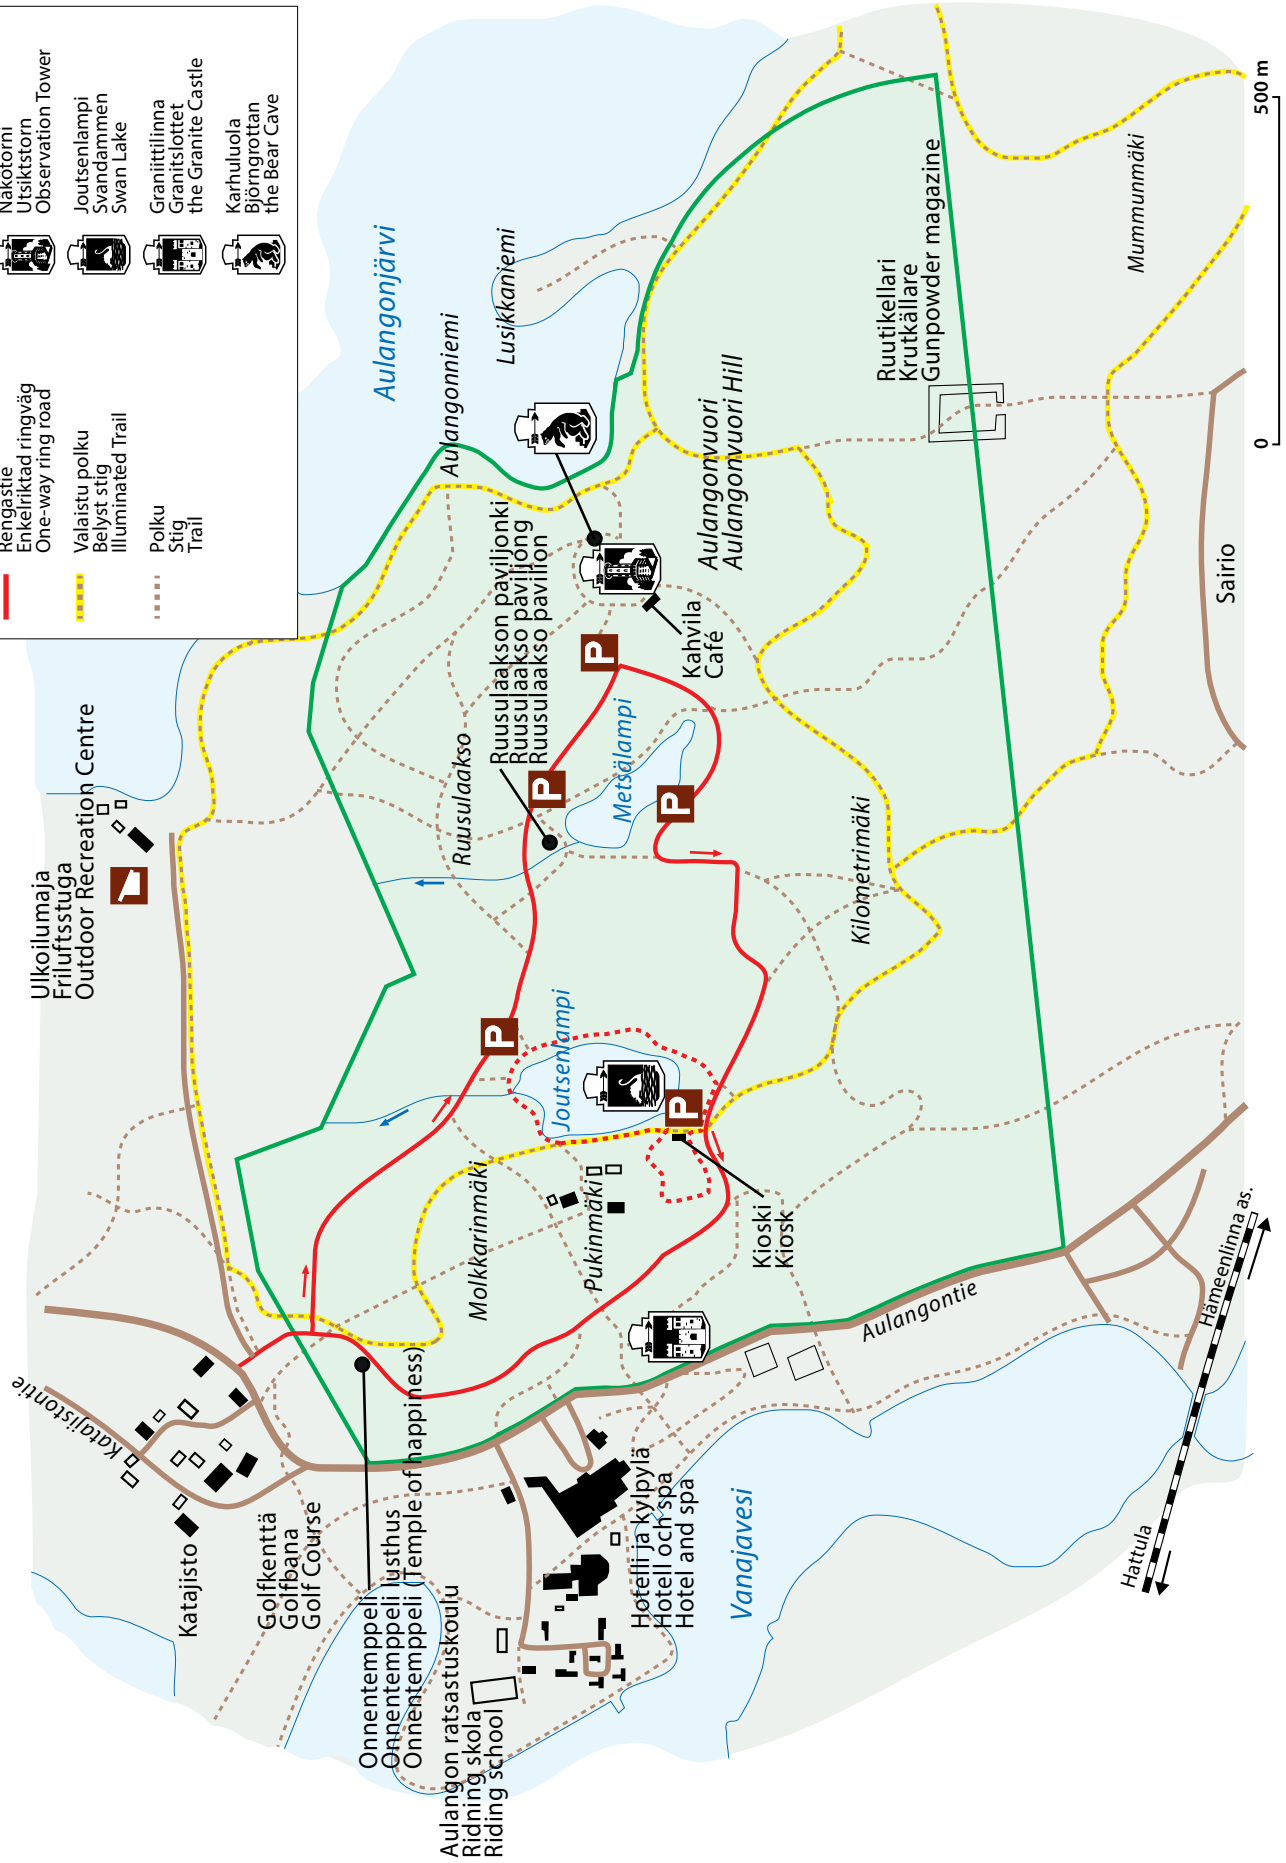 Rengastie
Enkelriktad ringväg
One-way ring road
Valaistu polku
Belyst stig
Illuminated Trail
Polku
Stig
Trail
Näkötorni
Utsiktstorn
Observation Tower
Joutsenlampi
Svandammen
Swan Lake
Graniittilinna
Granitslottet
the Granite Castle
Karhuluola
Björngrottan
the Bear Cave
Ulkoilumaja
Friluftsstuga
Outdoor Recreation Centre
Aulangonjärvi
Aulangonniemi
Lusikkaniemi
Ruusulaakso
Ruusulaakson paviljonki
Ruusulaakso paviljong
Ruusulaakso pavilion
P
P
P
P
P
Metsälampi
Kahvila
Café
Aulangonvuori
Aulangonvuori Hill
Ruutikellari
Krutkällare
Gunpowder magazine
Mummunmäki
Kilometrimäki
Joutsenlampi
Molkkarinmäki
Pukinmäki
Kioski
Kiosk
Katajistontie
Katajisto
Golfkenttä
Golfbana
Golf Course
Onnentemppeli
Onnentemppeli lusthus
Onnentemppeli (Temple of happiness)
Aulangon ratsastuskoulu
Ridning skola
Riding school
Hotelli ja kylpylä
Hotell och spa
Hotel and spa
Vanajavesi
Aulangontie
Hattula
Hämeenlinna as.
Sairio
0
500 m